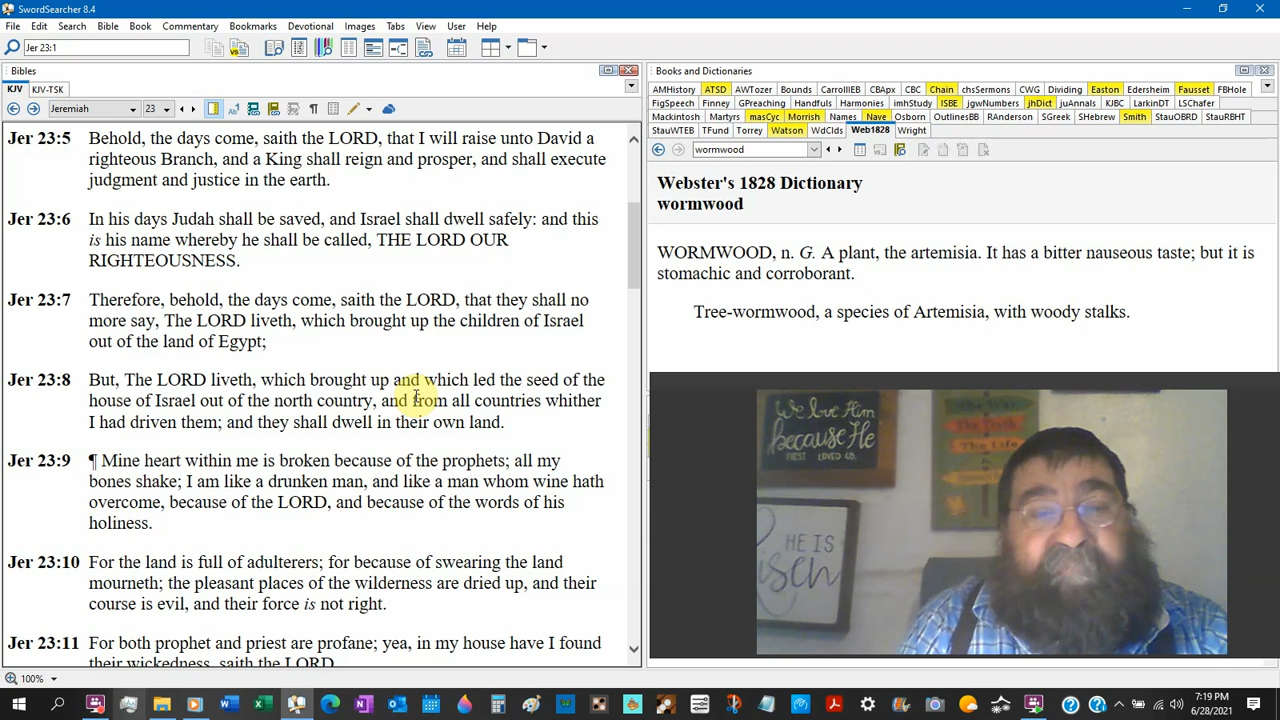 SwordSearcher 8.4
File Edit Search Bible Book Commentary Bookmarks Devotional Images Tabs View User Help
Jer 23:1
Bibles
KJV KJV-TSK
Jeremiah 23
Jer 23:5 Behold, the days come, saith the LORD, that I will raise unto David a
righteous Branch, and a King shall reign and prosper, and shall execute
judgment and justice in the earth.
Jer 23:6 In his days Judah shall be saved, and Israel shall dwell safely: and this
is his name whereby he shall be called, THE LORD OUR
RIGHTEOUSNESS.
Jer 23:7 Therefore, behold, the days come, saith the LORD, that they shall no
more say, The LORD liveth, which brought up the children of Israel
out of the land of Egypt;
Jer 23:8 But, The LORD liveth, which brought up and which led the seed of the
house of Israel out of the north country, and from all countries whither
I had driven them; and they shall dwell in their own land.
Jer 23:9 ¶ Mine heart within me is broken because of the prophets; all my
bones shake; I am like a drunken man, and like a man whom wine hath
overcome, because of the LORD, and because of the words of his
holiness.
Jer 23:10 For the land is full of adulterers; for because of swearing the land
mourneth; the pleasant places of the wilderness are dried up, and their
course is evil, and their force is not right.
Jer 23:11 For both prophet and priest are profane; yea, in my house have I found
their wickedness, saith the LORD.
100%
Books and Dictionaries
AMHistory ATSD AWTozer Bounds CarrollIEB CBApx CBC Chain chsSermons CWG Dividing Easton Edersheim Fausset FBHole
FigSpeech Finney GPreaching Handfuls Harmonies imhStudy ISBE jgwNumbers jhDict juAnnals KJBC LarkinDT LSChafer
Mackintosh Martyrs masCyc Morrish Names Nave Osborn OutlinesBB RAnderson SGreek SHebrew Smith StauOBRD StauRBHT
StauWTEB TFund Torrey Watson WdClds Web1828 Wright
wormwood
Webster's 1828 Dictionary
wormwood
WORMWOOD, n. G. A plant, the artemisia. It has a bitter nauseous taste; but it is
stomachic and corroborant.
Tree-wormwood, a species of Artemisia, with woody stalks.
We love Him
because He
FIRST LOVED US.
The Way
The Truth
The Life
HE IS
Risen
7:19 PM
6/28/2021